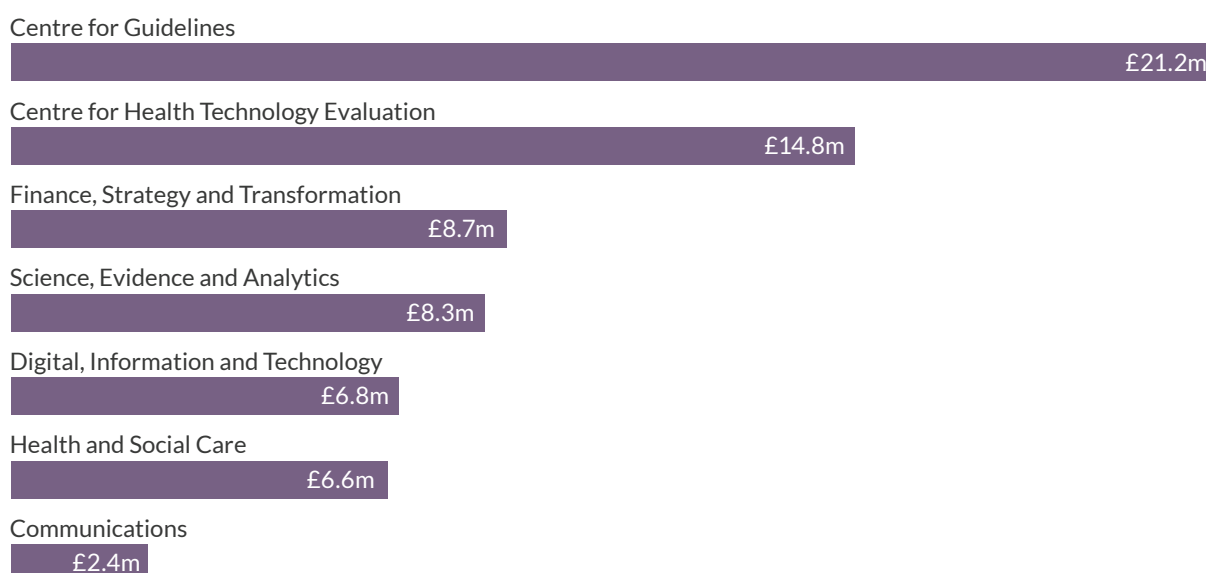 Centre for Guidelines
£21.2m
Centre for Health Technology Evaluation
£14.8m
Finance, Strategy and Transformation
£8.7m
Science, Evidence and Analytics
£8.3m
Digital, Information and Technology
£6.8m
Health and Social Care
£6.6m
Communications
£2.4m